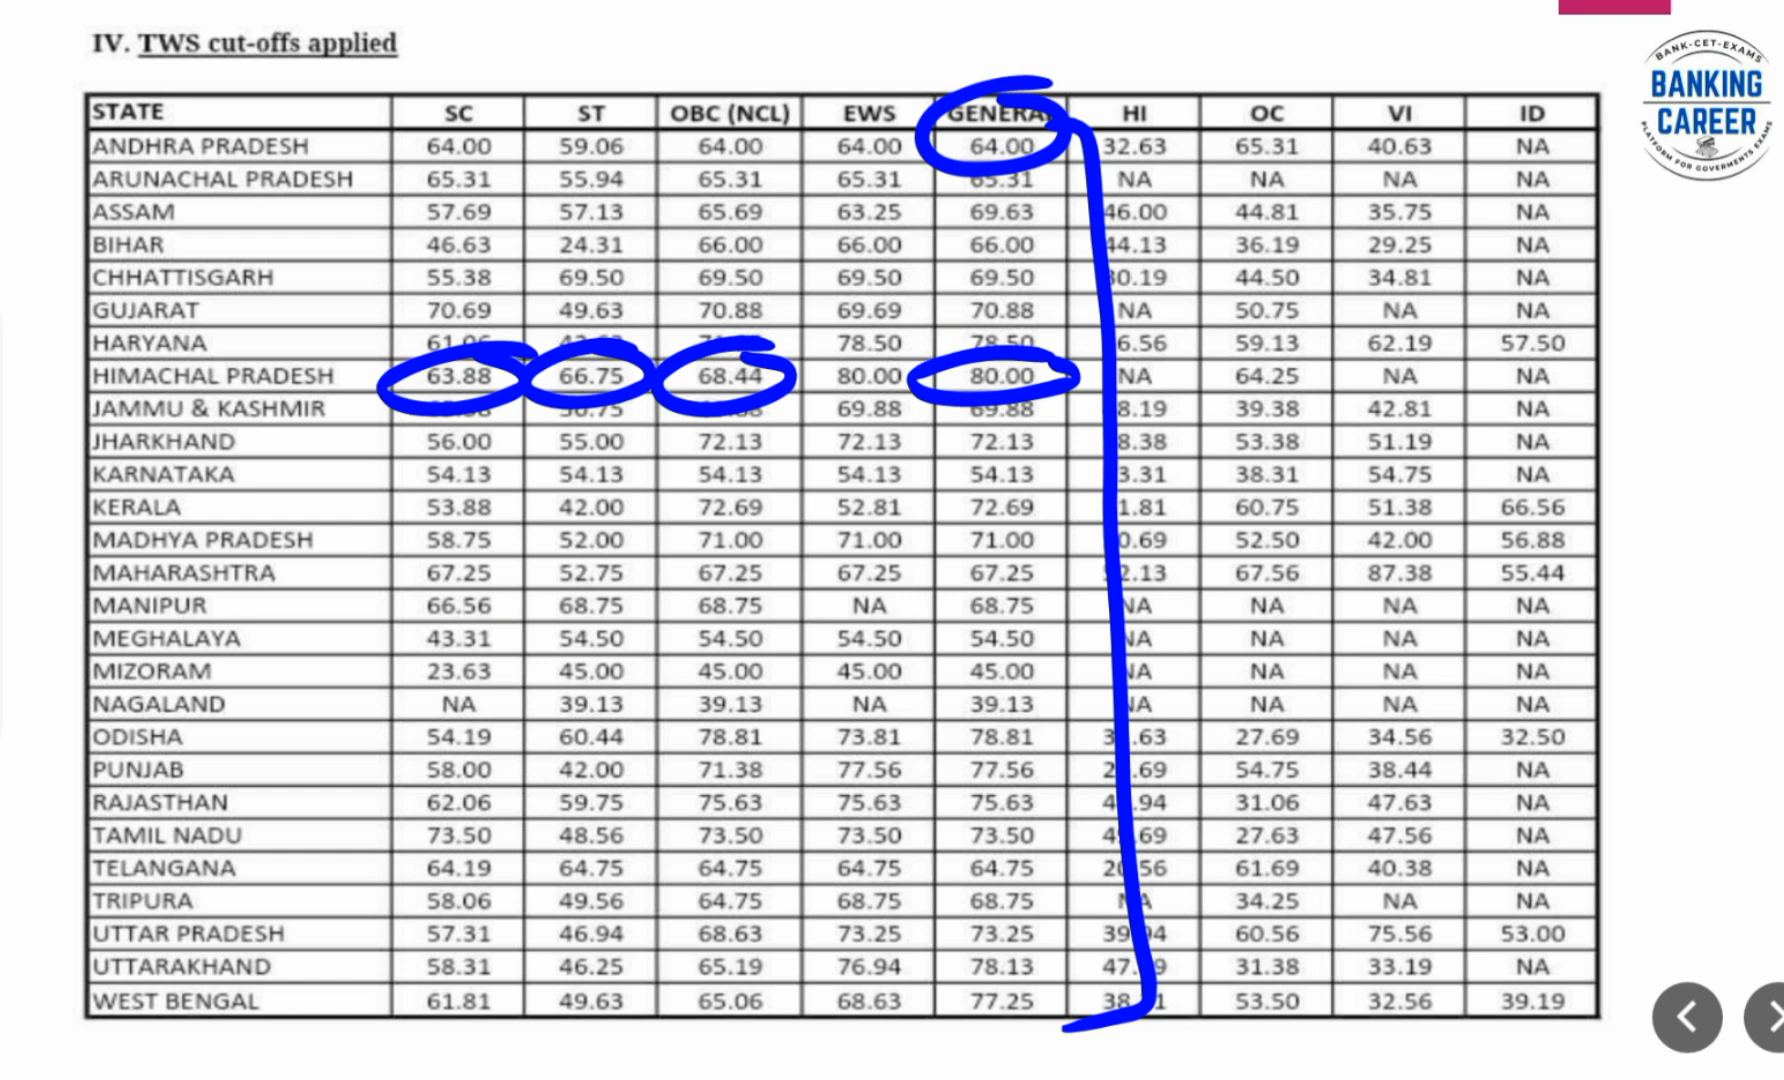 IV. TWS cut-offs applied
BANK-CET-EXAMS
BANKING
CAREER
PLATFORM FOR GOVERMENTS EXAMS
STATE SC ST OBC (NCL) EWS GENERAL HI OC VI ID
ANDHRA PRADESH 64.00 59.06 64.00 64.00 64.00 32.63 65.31 40.63 NA
ARUNACHAL PRADESH 65.31 55.94 65.31 65.31 65.31 NA NA NA NA
ASSAM 57.69 57.13 65.69 63.25 69.63 46.00 44.81 35.75 NA
BIHAR 46.63 24.31 66.00 66.00 66.00 44.13 36.19 29.25 NA
CHHATTISGARH 55.38 69.50 69.50 69.50 69.50 44.50 34.81 NA
GUJARAT 70.69 49.63 70.88 69.69 70.88 NA 50.75 NA NA
HARYANA 78.50 78.50 59.13 62.19 57.50
HIMACHAL PRADESH 63.88 66.75 68.44 80.00 80.00 NA 64.25 NA NA
JAMMU & KASHMIR 69.88 69.88 39.38 42.81 NA
JHARKHAND 56.00 55.00 72.13 72.13 72.13 53.38 51.19 NA
KARNATAKA 54.13 54.13 54.13 54.13 54.13 38.31 54.75 NA
KERALA 53.88 42.00 72.69 52.81 72.69 60.75 51.38 66.56
MADHYA PRADESH 58.75 52.00 71.00 71.00 71.00 52.50 42.00 56.88
MAHARASHTRA 67.25 52.75 67.25 67.25 67.25 67.56 87.38 55.44
MANIPUR 66.56 68.75 68.75 NA 68.75 NA NA NA NA
MEGHALAYA 43.31 54.50 54.50 54.50 54.50 NA NA NA NA
MIZORAM 23.63 45.00 45.00 45.00 45.00 NA NA NA NA
NAGALAND NA 39.13 39.13 NA 39.13 NA NA NA NA
ODISHA 54.19 60.44 78.81 73.81 78.81 27.69 34.56 32.50
PUNJAB 58.00 42.00 71.38 77.56 77.56 54.75 38.44 NA
RAJASTHAN 62.06 59.75 75.63 75.63 75.63 31.06 47.63 NA
TAMIL NADU 73.50 48.56 73.50 73.50 73.50 27.63 47.56 NA
TELANGANA 64.19 64.75 64.75 64.75 64.75 61.69 40.38 NA
TRIPURA 58.06 49.56 64.75 68.75 68.75 NA 34.25 NA NA
UTTAR PRADESH 57.31 46.94 68.63 73.25 73.25 60.56 75.56 53.00
UTTARAKHAND 58.31 46.25 65.19 76.94 78.13 31.38 33.19 NA
WEST BENGAL 61.81 49.63 65.06 68.63 77.25 53.50 32.56 39.19